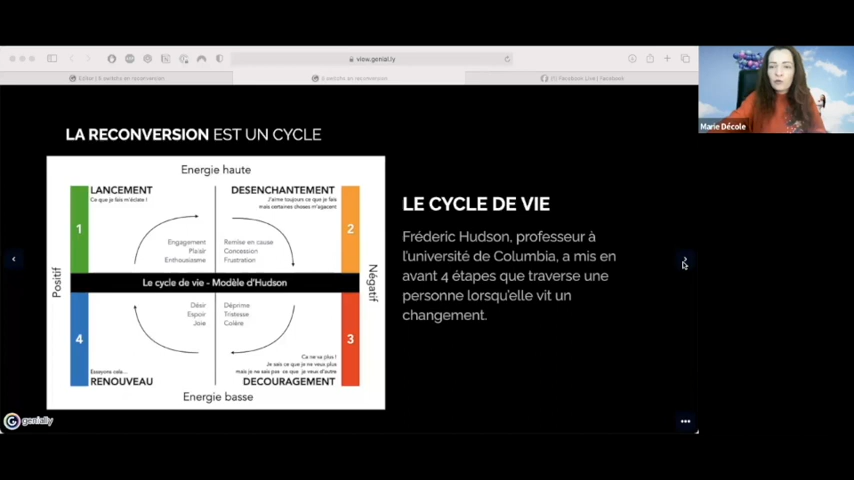 view.genial.ly
Facebook Live | Facebook
Marie Décole
LA RECONVERSION EST UN CYCLE
Energie haute
LANCEMENT
Ce que je fais m'éclate !
DESENCHANTEMENT
J'aime toujours ce que je fais
mais certaines choses m'agacent
1
2
Engagement
Plaisir
Enthousiasme
Remise en cause
Concession
Frustration
Positif
Le cycle de vie - Modèle d'Hudson
Négatif
Désir
Espoir
Joie
Déprime
Tristesse
Colère
4
3
Essayons cela...
RENOUVEAU
Ca ne va plus !
Je sais ce que je ne veux plus
mais je ne sais pas ce que je veux d'autre
DECOURAGEMENT
Energie basse
LE CYCLE DE VIE
Fréderic Hudson, professeur à
l'université de Columbia, a mis en
avant 4 étapes que traverse une
personne lorsqu'elle vit un
changement.
genially